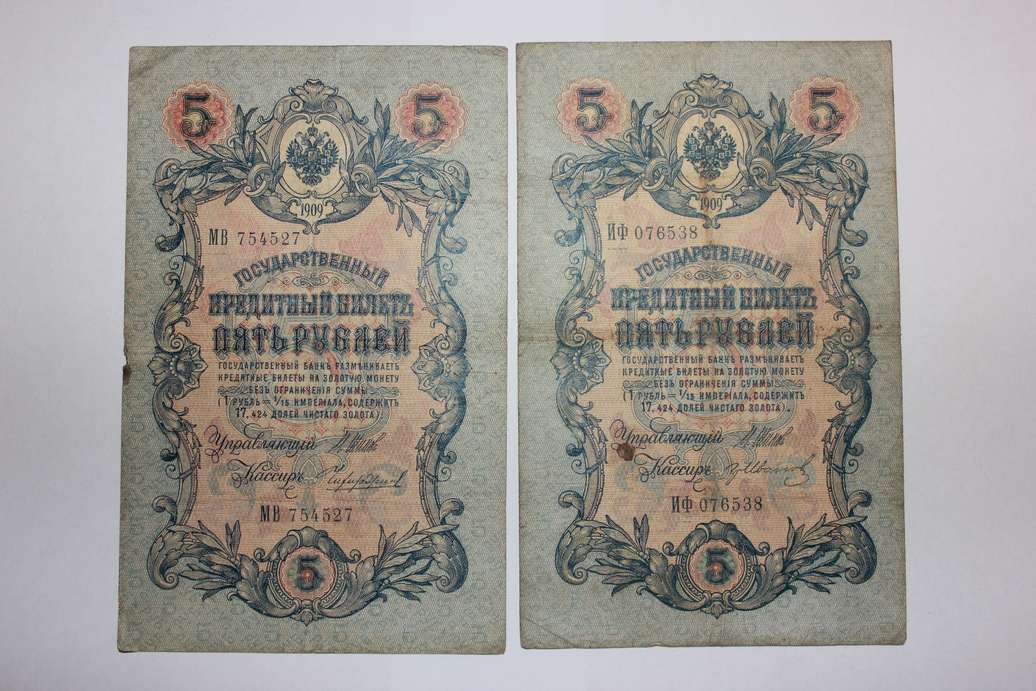 5 5
1909
МВ 754527
ГОСУДАРСТВЕННЫЙ
КРЕДИТНЫЙ БИЛЕТЪ
ПЯТЬ РУБЛЕЙ
ГОСУДАРСТВЕННЫЙ БАНКЪ РАЗМѢНИВАЕТЪ
КРЕДИТНЫЕ БИЛЕТЫ НА ЗОЛОТУЮ МОНЕТУ
БЕЗЪ ОГРАНИЧЕНІЯ СУММЫ
(1 РУБЛЬ = 1/15 ИМПЕРІАЛА, СОДЕРЖИТЪ
17,424 ДОЛЕЙ ЧИСТАГО ЗОЛОТА).
Управляющій
Кассиръ
МВ 754527
5
5 5
1909
ИФ 076538
ГОСУДАРСТВЕННЫЙ
КРЕДИТНЫЙ БИЛЕТЪ
ПЯТЬ РУБЛЕЙ
ГОСУДАРСТВЕННЫЙ БАНКЪ РАЗМѢНИВАЕТЪ
КРЕДИТНЫЕ БИЛЕТЫ НА ЗОЛОТУЮ МОНЕТУ
БЕЗЪ ОГРАНИЧЕНІЯ СУММЫ
(1 РУБЛЬ = 1/15 ИМПЕРІАЛА, СОДЕРЖИТЪ
17,424 ДОЛЕЙ ЧИСТАГО ЗОЛОТА).
Управляющій
Кассиръ
ИФ 076538
5